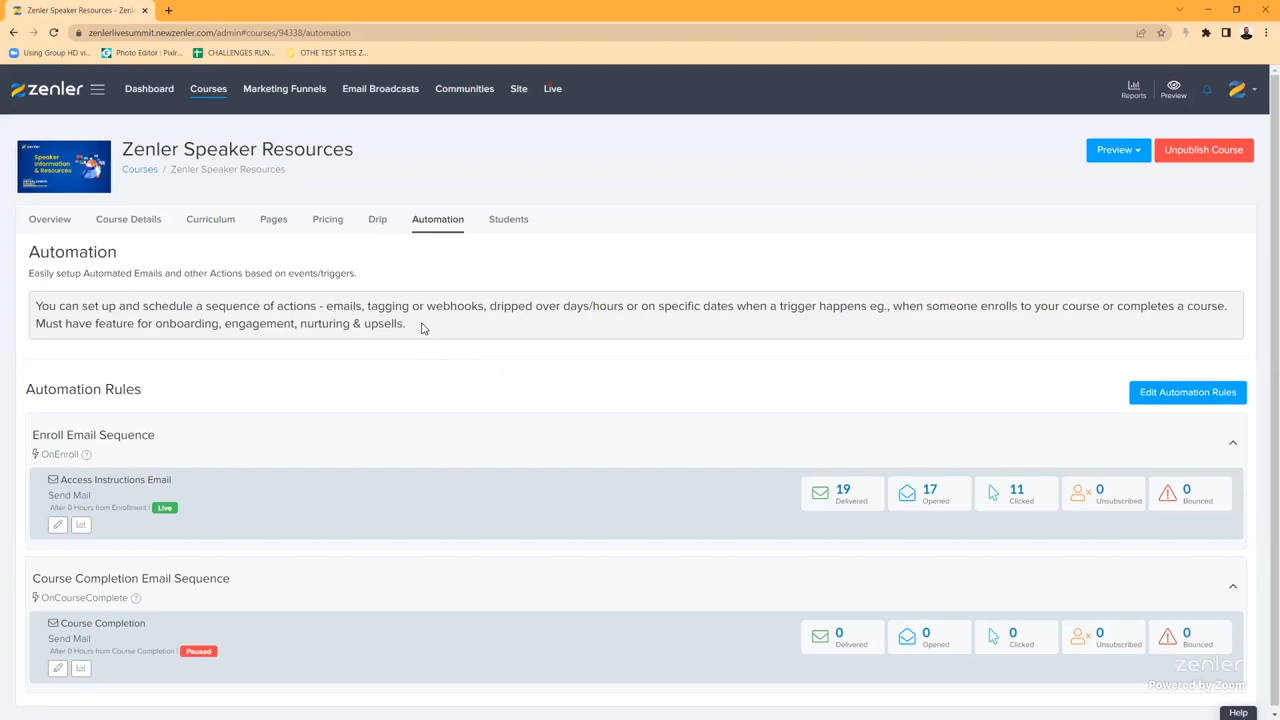 Zenler Speaker Resources - Zenle
zenlerlivesummit.newzenler.com/admin#courses/94338/automation
Using Group HD vi...
Photo Editor : Pixlr...
CHALLENGES RUN...
OTHE TEST SITES Z...
zenler
Dashboard
Courses
Marketing Funnels
Email Broadcasts
Communities
Site
Live
Reports
Preview
zenler
Speaker
Information
& Resources
Zenler Speaker Resources
Courses / Zenler Speaker Resources
Preview
Unpublish Course
Overview
Course Details
Curriculum
Pages
Pricing
Drip
Automation
Students
Automation
Easily setup Automated Emails and other Actions based on events/triggers.
You can set up and schedule a sequence of actions - emails, tagging or webhooks, dripped over days/hours or on specific dates when a trigger happens eg., when someone enrolls to your course or completes a course.
Must have feature for onboarding, engagement, nurturing & upsells.
Automation Rules
Edit Automation Rules
Enroll Email Sequence
OnEnroll ?
Access Instructions Email
Send Mail
After 0 Hours from Enrollment | Live
19
Delivered
17
Opened
11
Clicked
0
Unsubscribed
0
Bounced
Course Completion Email Sequence
OnCourseComplete ?
Course Completion
Send Mail
After 0 Hours from Course Completion | Paused
0
Delivered
0
Opened
0
Clicked
0
Unsubscribed
0
Bounced
zenler
Powered by Zoom
Help